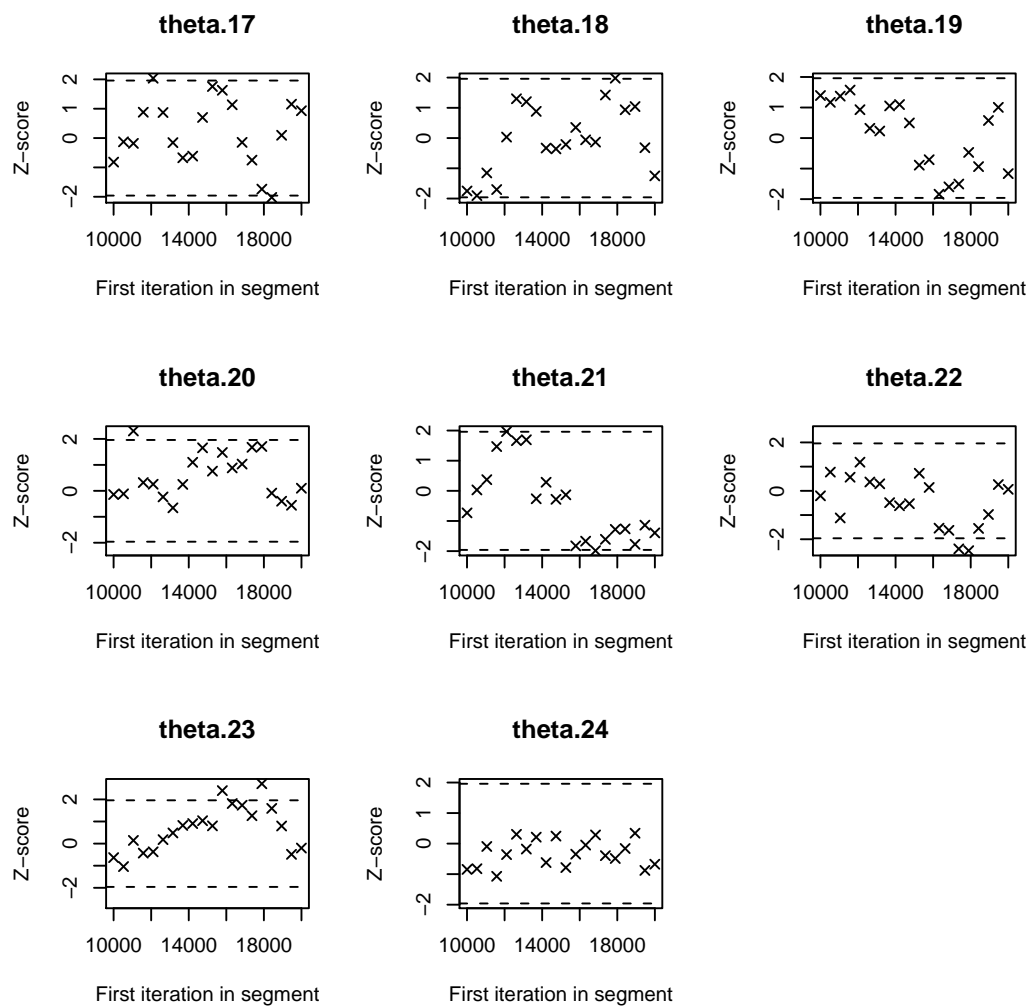 theta.17
Z−score
2
1
0
−2
10000 14000 18000
First iteration in segment
theta.18
Z−score
2
1
0
−2
10000 14000 18000
First iteration in segment
theta.19
Z−score
2
1
0
−2
10000 14000 18000
First iteration in segment
theta.20
Z−score
2
0
−2
10000 14000 18000
First iteration in segment
theta.21
Z−score
2
1
0
−2
10000 14000 18000
First iteration in segment
theta.22
Z−score
2
0
−2
10000 14000 18000
First iteration in segment
theta.23
Z−score
2
0
−2
10000 14000 18000
First iteration in segment
theta.24
Z−score
2
1
0
−2
10000 14000 18000
First iteration in segment